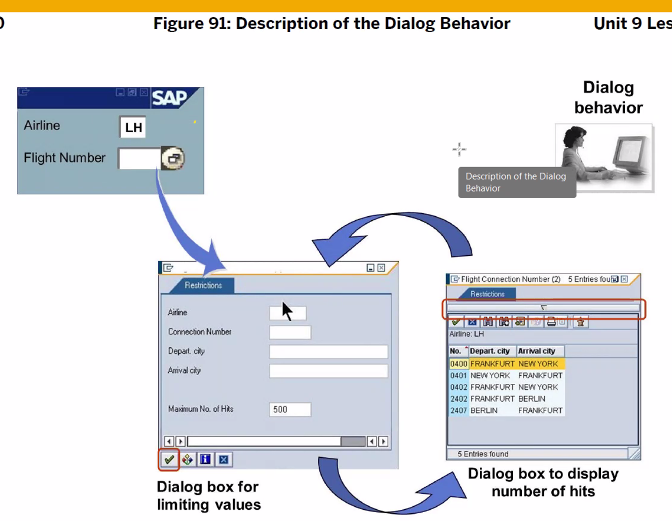 0
Figure 91: Description of the Dialog Behavior
Unit 9 Les
SAP
Airline
LH
Flight Number
Dialog
behavior
Description of the Dialog
Behavior
Restrictions
Airline
Connection Number
Depart. city
Arrival city
Maximum No. of Hits
500
Dialog box for
limiting values
Flight Connection Number (2) 5 Entries fou
Restrictions
Airline: LH
No. Depart. city Arrival city
0400 FRANKFURT NEW YORK
0401 NEW YORK FRANKFURT
0402 FRANKFURT NEW YORK
2402 FRANKFURT BERLIN
2407 BERLIN FRANKFURT
5 Entries found
Dialog box to display
number of hits